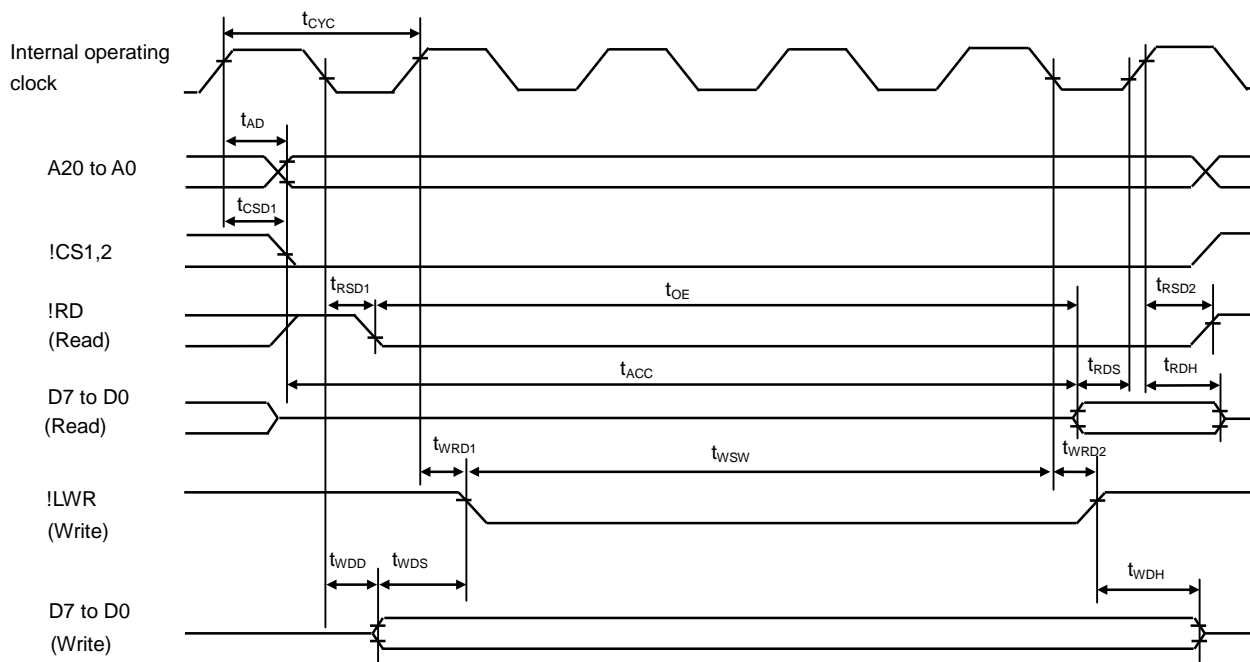 tCYC
Internal operating
clock
tAD
A20 to A0
tCSD1
!CS1,2
tRSD1
tOE
tRSD2
!RD
(Read)
tACC
tRDS
tRDH
D7 to D0
(Read)
tWRD1
tWSW
tWRD2
!LWR
(Write)
tWDD
tWDS
tWDH
D7 to D0
(Write)